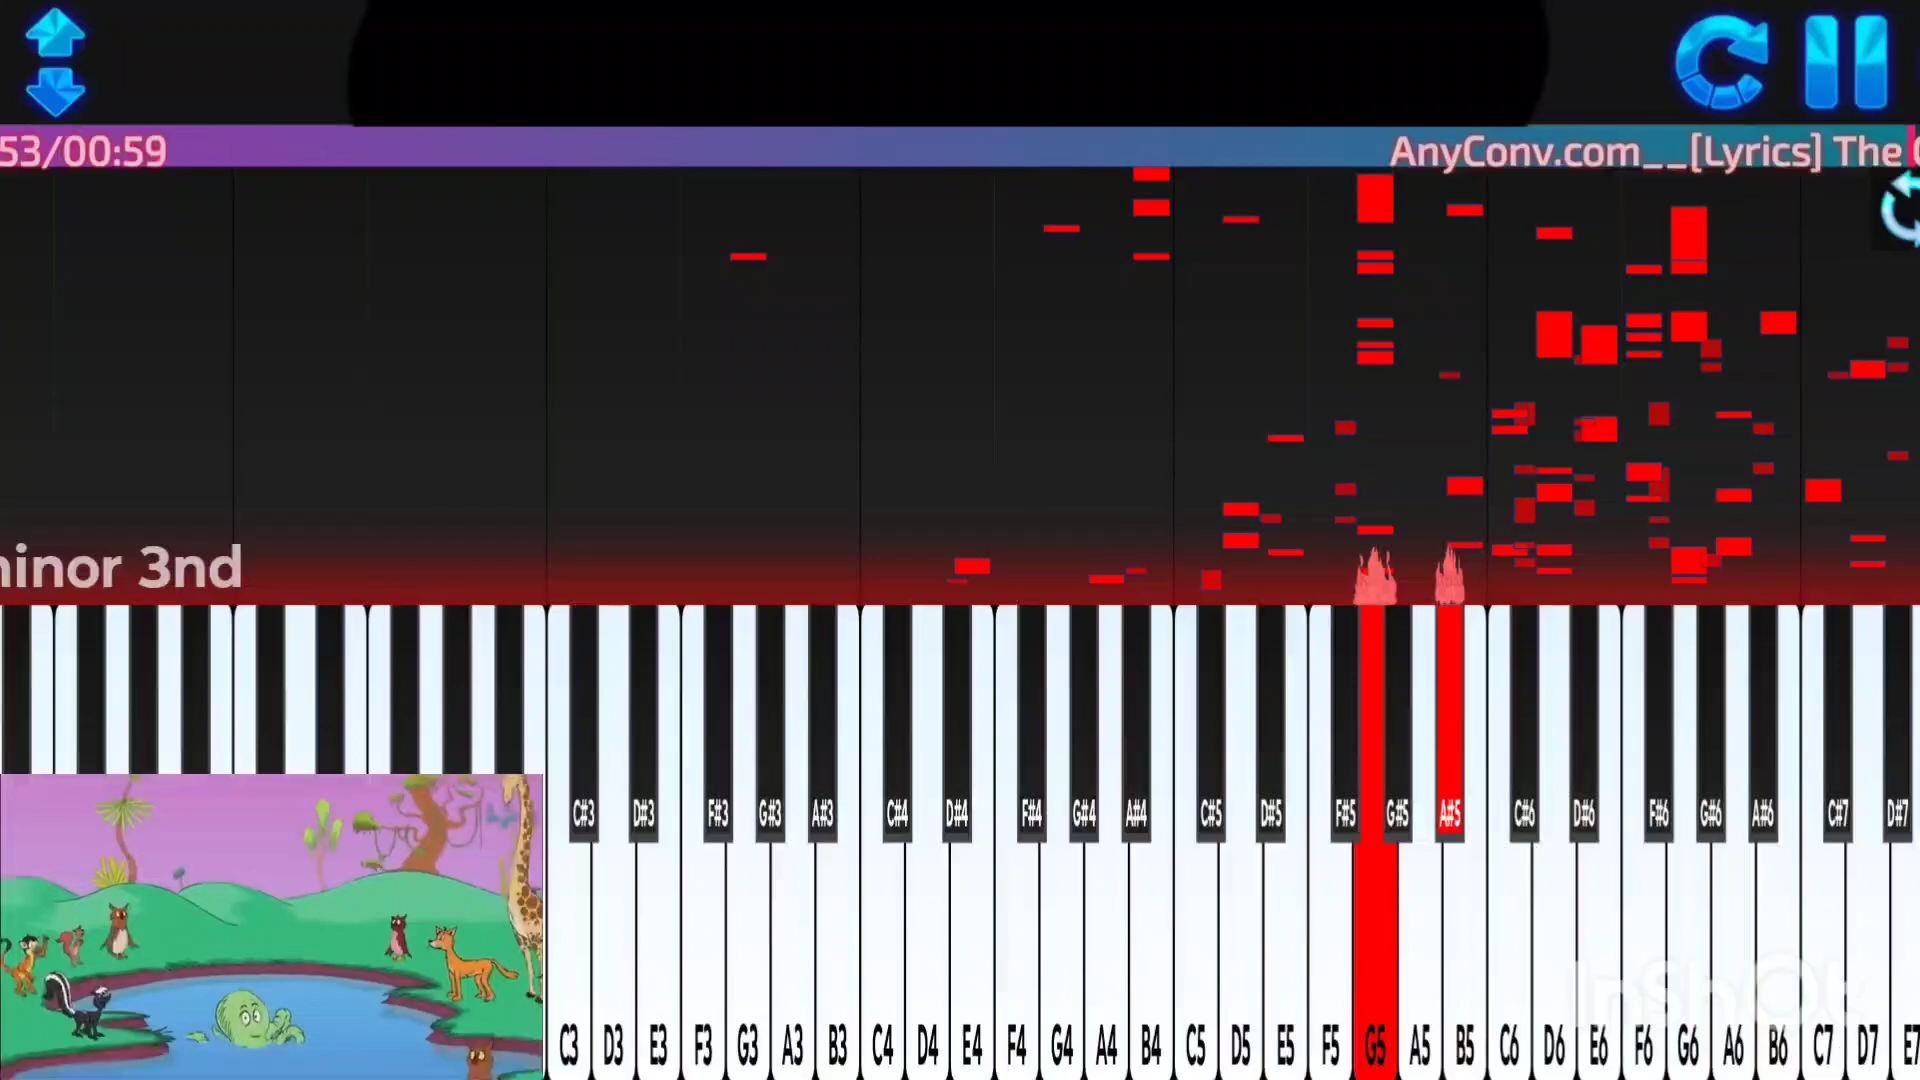 53/00:59
AnyConv.com__[Lyrics] The
minor 3nd
C#3 D#3 F#3 G#3 A#3 C#4 D#4 F#4 G#4 A#4 C#5 D#5 F#5 G#5 A#5 C#6 D#6 F#6 G#6 A#6 C#7 D#7
InShOt
C3 D3 E3 F3 G3 A3 B3 C4 D4 E4 F4 G4 A4 B4 C5 D5 E5 F5 G5 A5 B5 C6 D6 E6 F6 G6 A6 B6 C7 D7 E7